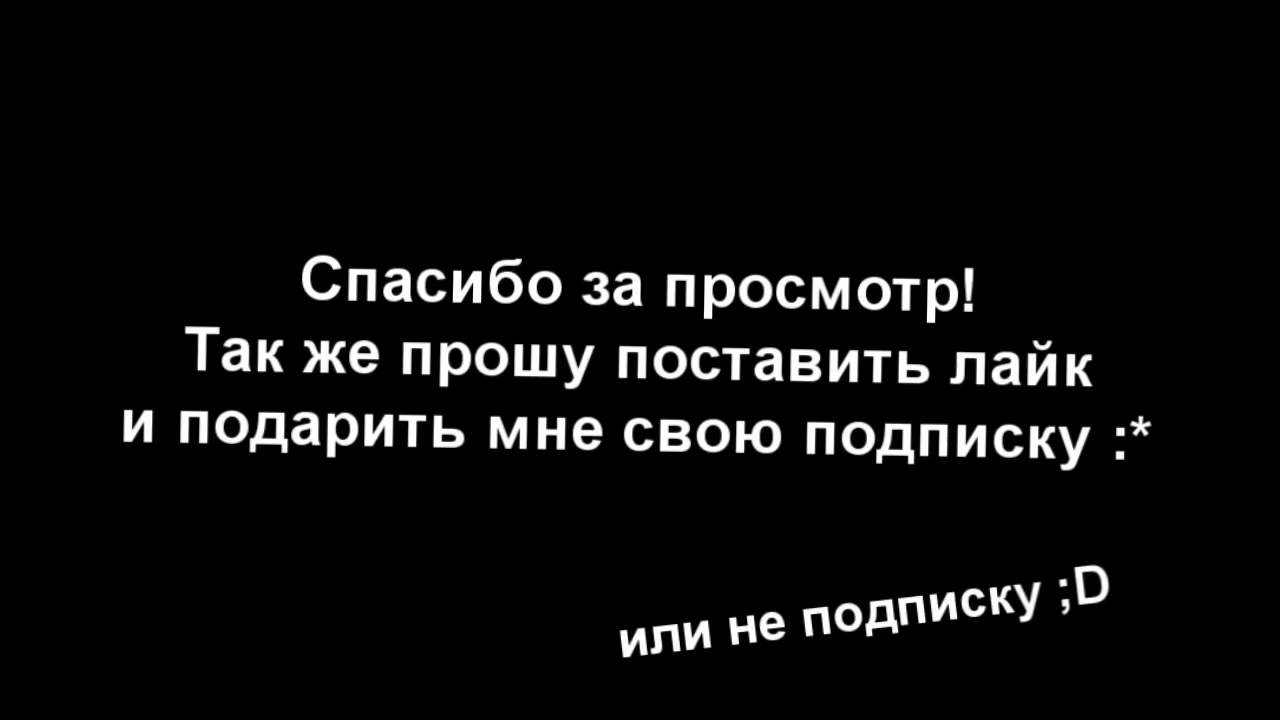 Спасибо за просмотр!
Так же прошу поставить лайк
и подарить мне свою подписку :*
или не подписку ;D